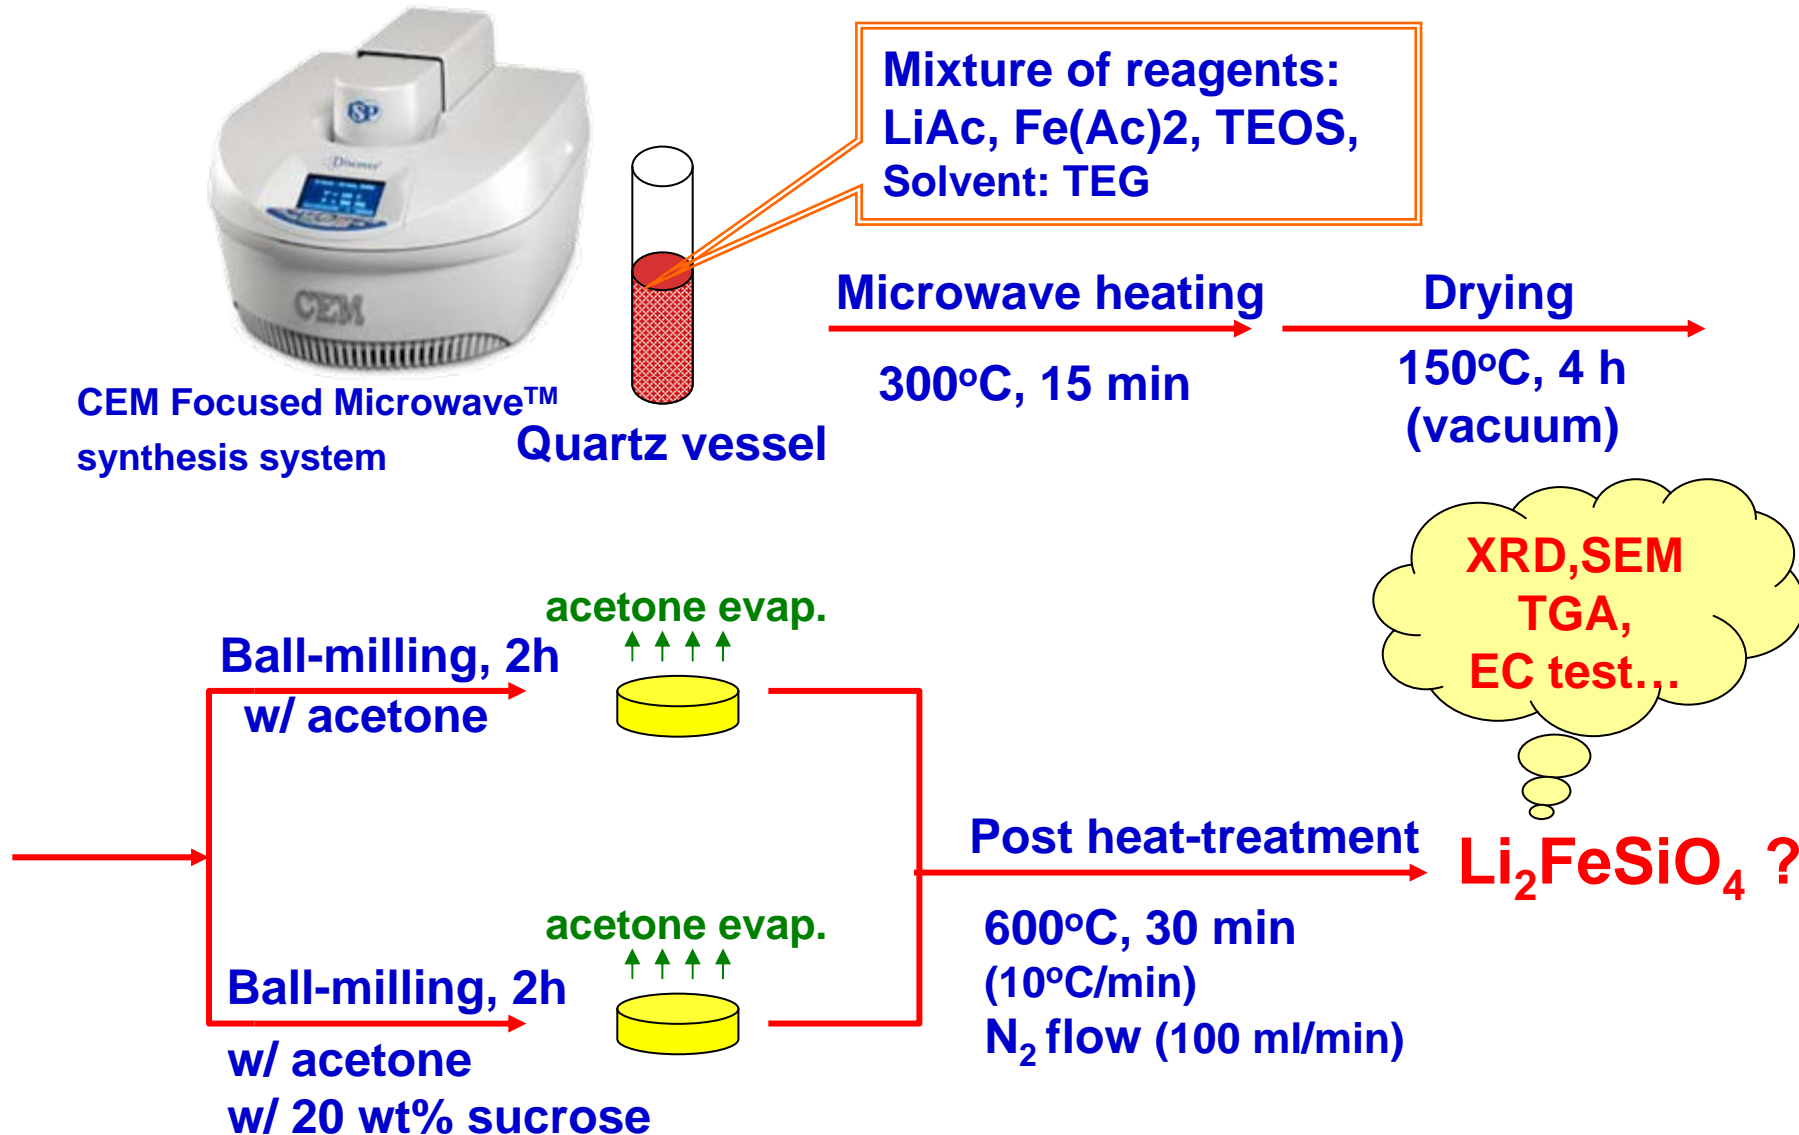 SP
Discover
CEM
CEM Focused Microwave™
synthesis system
Quartz vessel
Mixture of reagents:
LiAc, Fe(Ac)2, TEOS,
Solvent: TEG
Microwave heating
300°C, 15 min
Drying
150°C, 4 h
(vacuum)
Ball-milling, 2h
w/ acetone
acetone evap.
Ball-milling, 2h
w/ acetone
w/ 20 wt% sucrose
acetone evap.
Post heat-treatment
600°C, 30 min
(10°C/min)
N₂ flow (100 ml/min)
XRD,SEM
TGA,
EC test...
Li₂FeSiO₄ ?